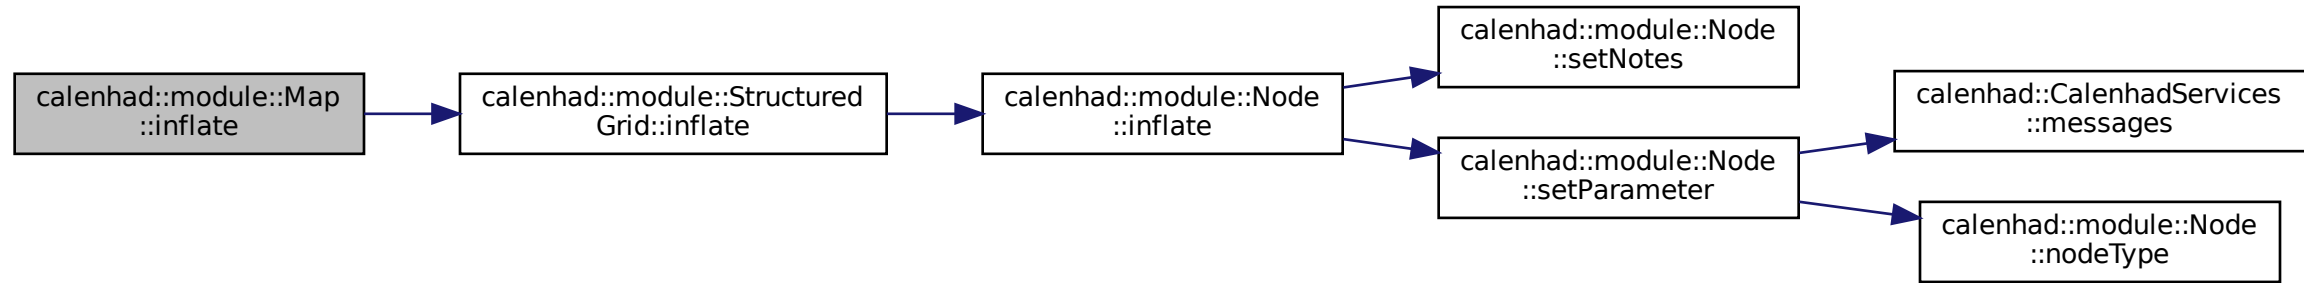 calenhad::module::Map
::inflate
calenhad::module::Structured
Grid::inflate
calenhad::module::Node
::inflate
calenhad::module::Node
::setNotes
calenhad::module::Node
::setParameter
calenhad::CalenhadServices
::messages
calenhad::module::Node
::nodeType